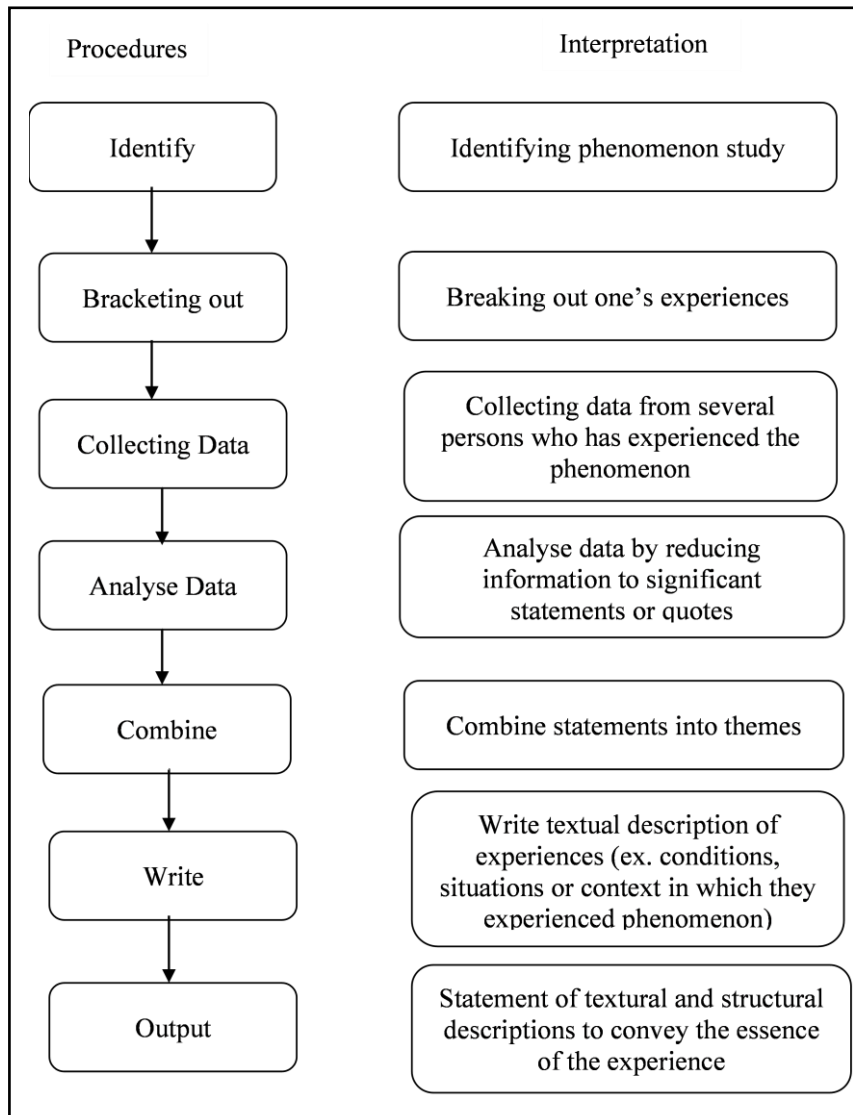 Procedures
Interpretation
Identify
Identifying phenomenon study
Bracketing out
Breaking out one’s experiences
Collecting Data
Collecting data from several
persons who has experienced the
phenomenon
Analyse Data
Analyse data by reducing
information to significant
statements or quotes
Combine
Combine statements into themes
Write
Write textual description of
experiences (ex. conditions,
situations or context in which they
experienced phenomenon)
Output
Statement of textural and structural
descriptions to convey the essence
of the experience